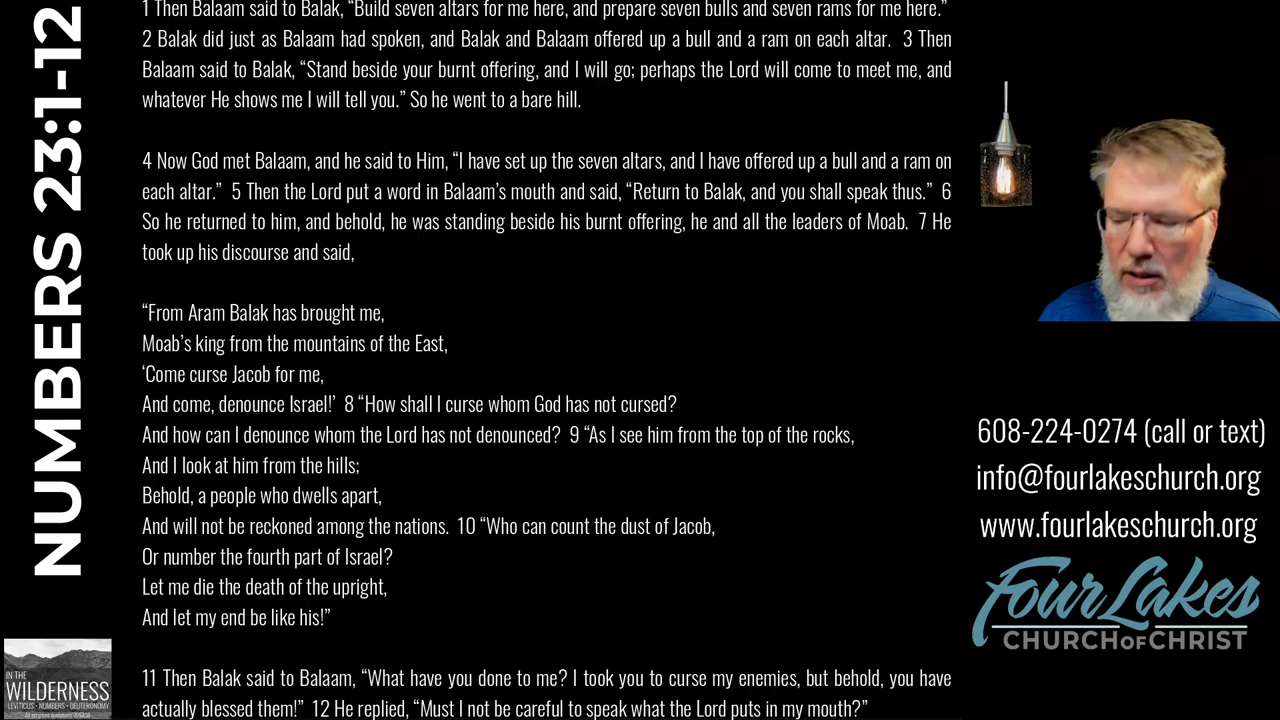 NUMBERS 23:1-12
1 Then Balaam said to Balak, “Build seven altars for me here, and prepare seven bulls and seven rams for me here.”
2 Balak did just as Balaam had spoken, and Balak and Balaam offered up a bull and a ram on each altar. 3 Then
Balaam said to Balak, “Stand beside your burnt offering, and I will go; perhaps the Lord will come to meet me, and
whatever He shows me I will tell you.” So he went to a bare hill.
4 Now God met Balaam, and he said to Him, “I have set up the seven altars, and I have offered up a bull and a ram on
each altar.” 5 Then the Lord put a word in Balaam’s mouth and said, “Return to Balak, and you shall speak thus.” 6
So he returned to him, and behold, he was standing beside his burnt offering, he and all the leaders of Moab. 7 He
took up his discourse and said,
“From Aram Balak has brought me,
Moab’s king from the mountains of the East,
‘Come curse Jacob for me,
And come, denounce Israel!’ 8 “How shall I curse whom God has not cursed?
And how can I denounce whom the Lord has not denounced? 9 “As I see him from the top of the rocks,
And I look at him from the hills;
Behold, a people who dwells apart,
And will not be reckoned among the nations. 10 “Who can count the dust of Jacob,
Or number the fourth part of Israel?
Let me die the death of the upright,
And let my end be like his!”
11 Then Balak said to Balaam, “What have you done to me? I took you to curse my enemies, but behold, you have
actually blessed them!” 12 He replied, “Must I not be careful to speak what the Lord puts in my mouth?”
608-224-0274 (call or text)
info@fourlakeschurch.org
www.fourlakeschurch.org
Four Lakes
CHURCH OF CHRIST
IN THE
WILDERNESS
LEVITICUS • NUMBERS • DEUTERONOMY